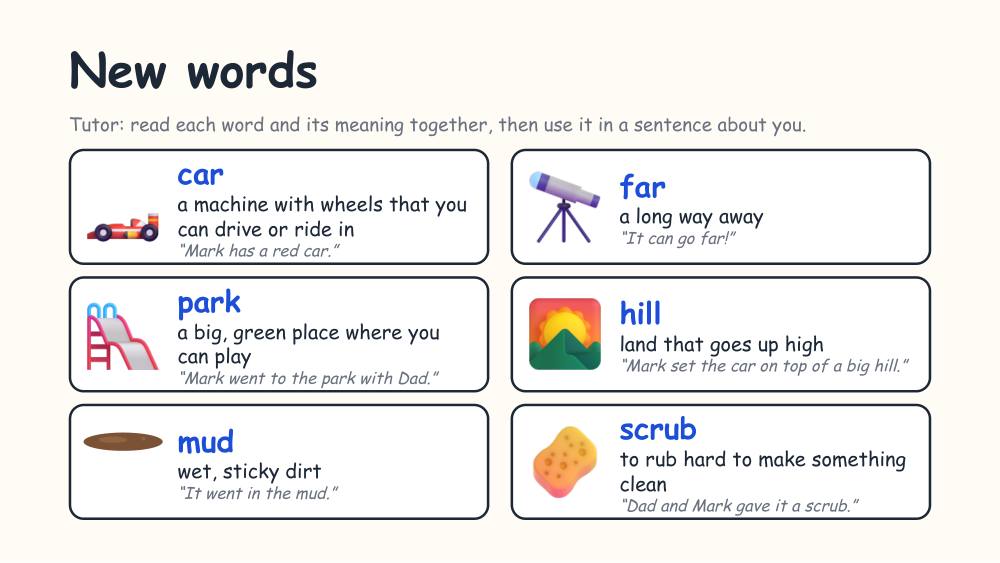 New words
Tutor: read each word and its meaning together, then use it in a sentence about you.
car
a machine with wheels that you
can drive or ride in
“Mark has a red car.”
far
a long way away
“It can go far!”
park
a big, green place where you
can play
“Mark went to the park with Dad.”
hill
land that goes up high
“Mark set the car on top of a big hill.”
mud
wet, sticky dirt
“It went in the mud.”
scrub
to rub hard to make something
clean
“Dad and Mark gave it a scrub.”